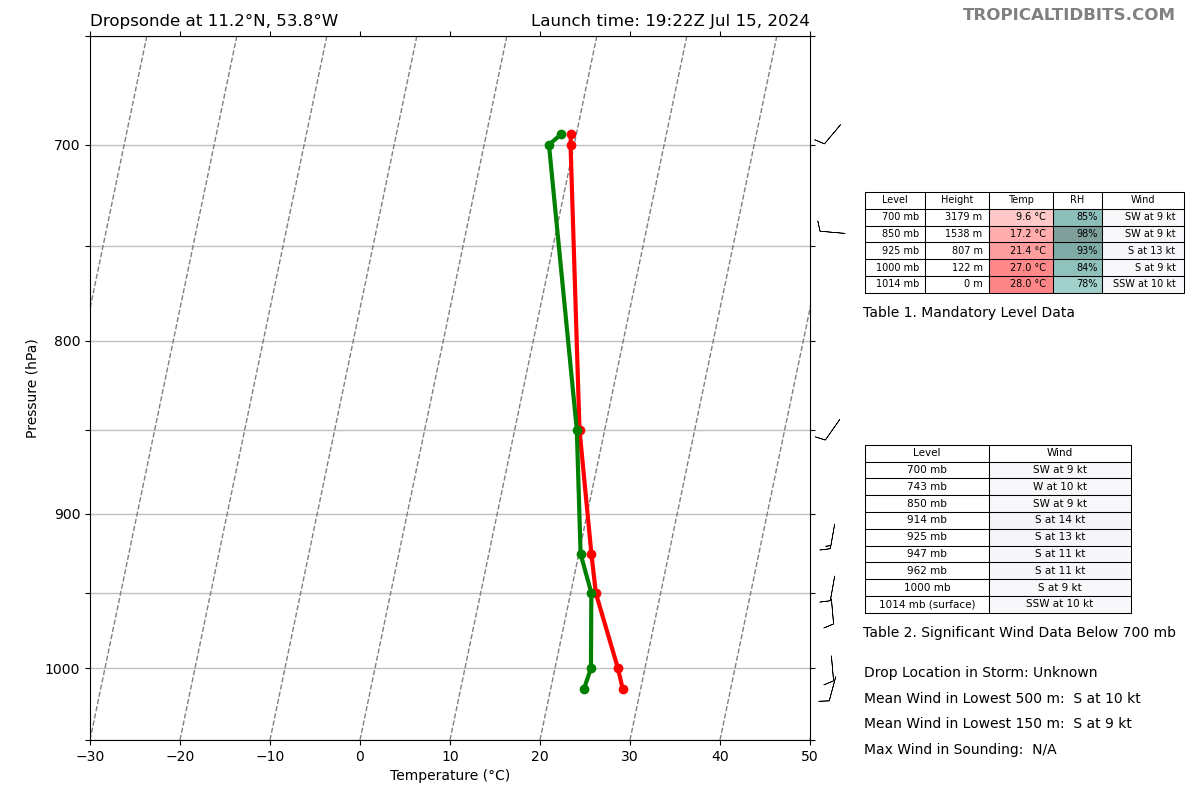 Dropsonde at 11.2°N, 53.8°W
Launch time: 19:22Z Jul 15, 2024
TROPICALTIDBITS.COM
700
800
900
1000
Pressure (hPa)
−30 −20 −10 0 10 20 30 40 50
Temperature (°C)
Level Height Temp RH Wind
700 mb 3179 m 9.6 °C 85% SW at 9 kt
850 mb 1538 m 17.2 °C 98% SW at 9 kt
925 mb 807 m 21.4 °C 93% S at 13 kt
1000 mb 122 m 27.0 °C 84% S at 9 kt
1014 mb 0 m 28.0 °C 78% SSW at 10 kt
Table 1. Mandatory Level Data
Level Wind
700 mb SW at 9 kt
743 mb W at 10 kt
850 mb SW at 9 kt
914 mb S at 14 kt
925 mb S at 13 kt
947 mb S at 11 kt
962 mb S at 11 kt
1000 mb S at 9 kt
1014 mb (surface) SSW at 10 kt
Table 2. Significant Wind Data Below 700 mb
Drop Location in Storm: Unknown
Mean Wind in Lowest 500 m: S at 10 kt
Mean Wind in Lowest 150 m: S at 9 kt
Max Wind in Sounding: N/A